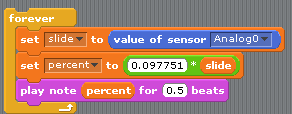 forever
set slide to value of sensor Analog0
set percent to 0.097751 * slide
play note percent for 0.5 beats